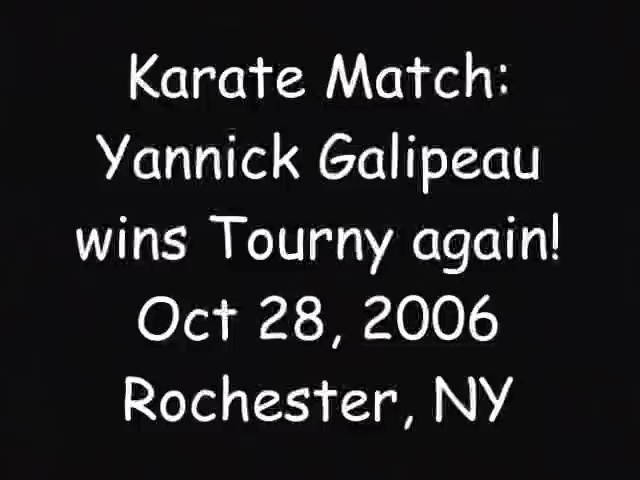 Karate Match:
Yannick Galipeau
wins Tourny again!
Oct 28, 2006
Rochester, NY